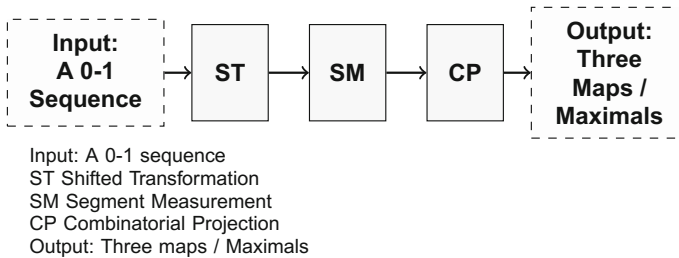 Input:
A 0-1
Sequence
ST
SM
CP
Output:
Three
Maps /
Maximals
Input: A 0-1 sequence
ST Shifted Transformation
SM Segment Measurement
CP Combinatorial Projection
Output: Three maps / Maximals